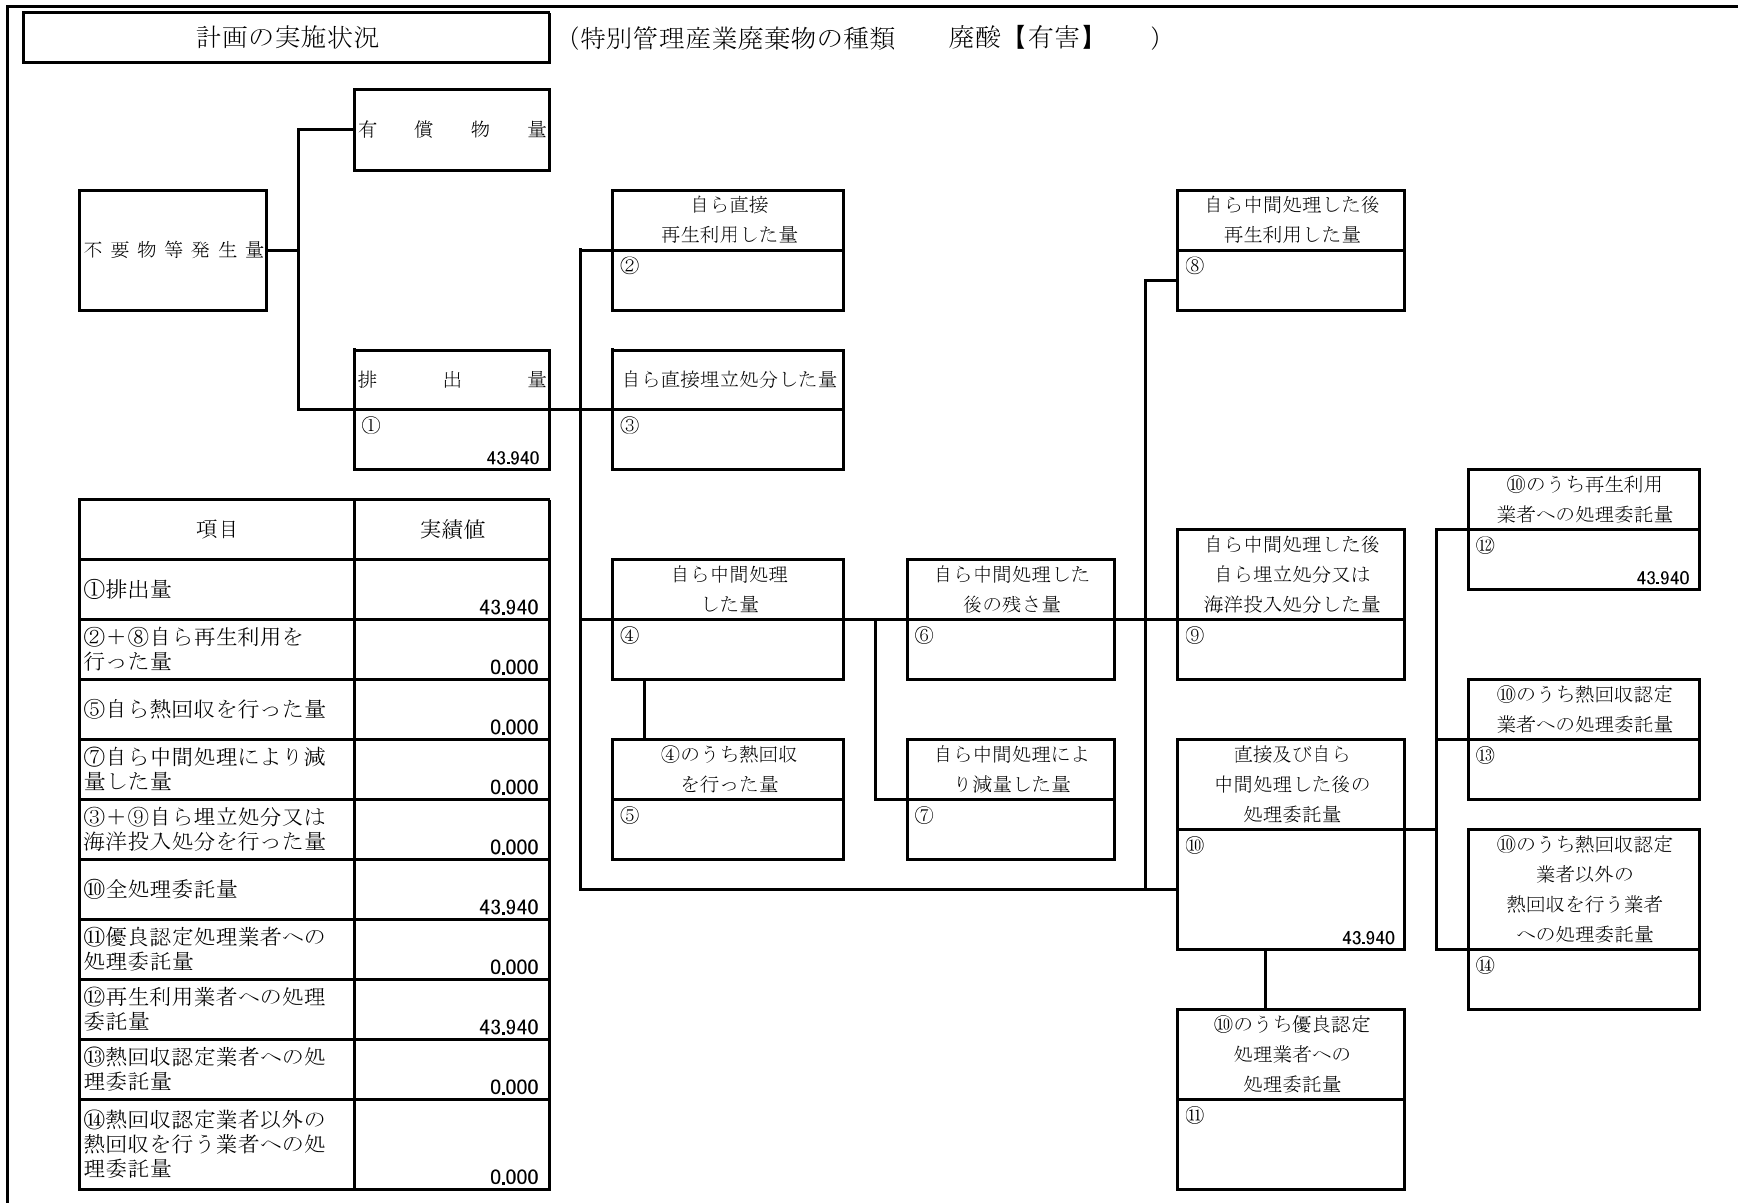 計画の実施状況
（特別管理産業廃棄物の種類　　廃酸【有害】　　）
有　償　物　量
不要物等発生量
自ら直接
再生利用した量
②
自ら中間処理した後
再生利用した量
⑧
排　出　量
①
43.940
自ら直接埋立処分した量
③
項目　実績値
①排出量
43.940
②＋⑧自ら再生利用を
行った量
0.000
⑤自ら熱回収を行った量
0.000
⑦自ら中間処理により減
量した量
0.000
③＋⑨自ら埋立処分又は
海洋投入処分を行った量
0.000
⑩全処理委託量
43.940
⑪優良認定処理業者への
処理委託量
0.000
⑫再生利用業者への処理
委託量
43.940
⑬熱回収認定業者への処
理委託量
0.000
⑭熱回収認定業者以外の
熱回収を行う業者への処
理委託量
0.000
自ら中間処理
した量
④
④のうち熱回収
を行った量
⑤
自ら中間処理した
後の残さ量
⑥
自ら中間処理によ
り減量した量
⑦
自ら中間処理した後
自ら埋立処分又は
海洋投入処分した量
⑨
直接及び自ら
中間処理した後の
処理委託量
⑩
43.940
⑩のうち優良認定
処理業者への
処理委託量
⑪
⑩のうち再生利用
業者への処理委託量
⑫
43.940
⑩のうち熱回収認定
業者への処理委託量
⑬
⑩のうち熱回収認定
業者以外の
熱回収を行う業者
への処理委託量
⑭